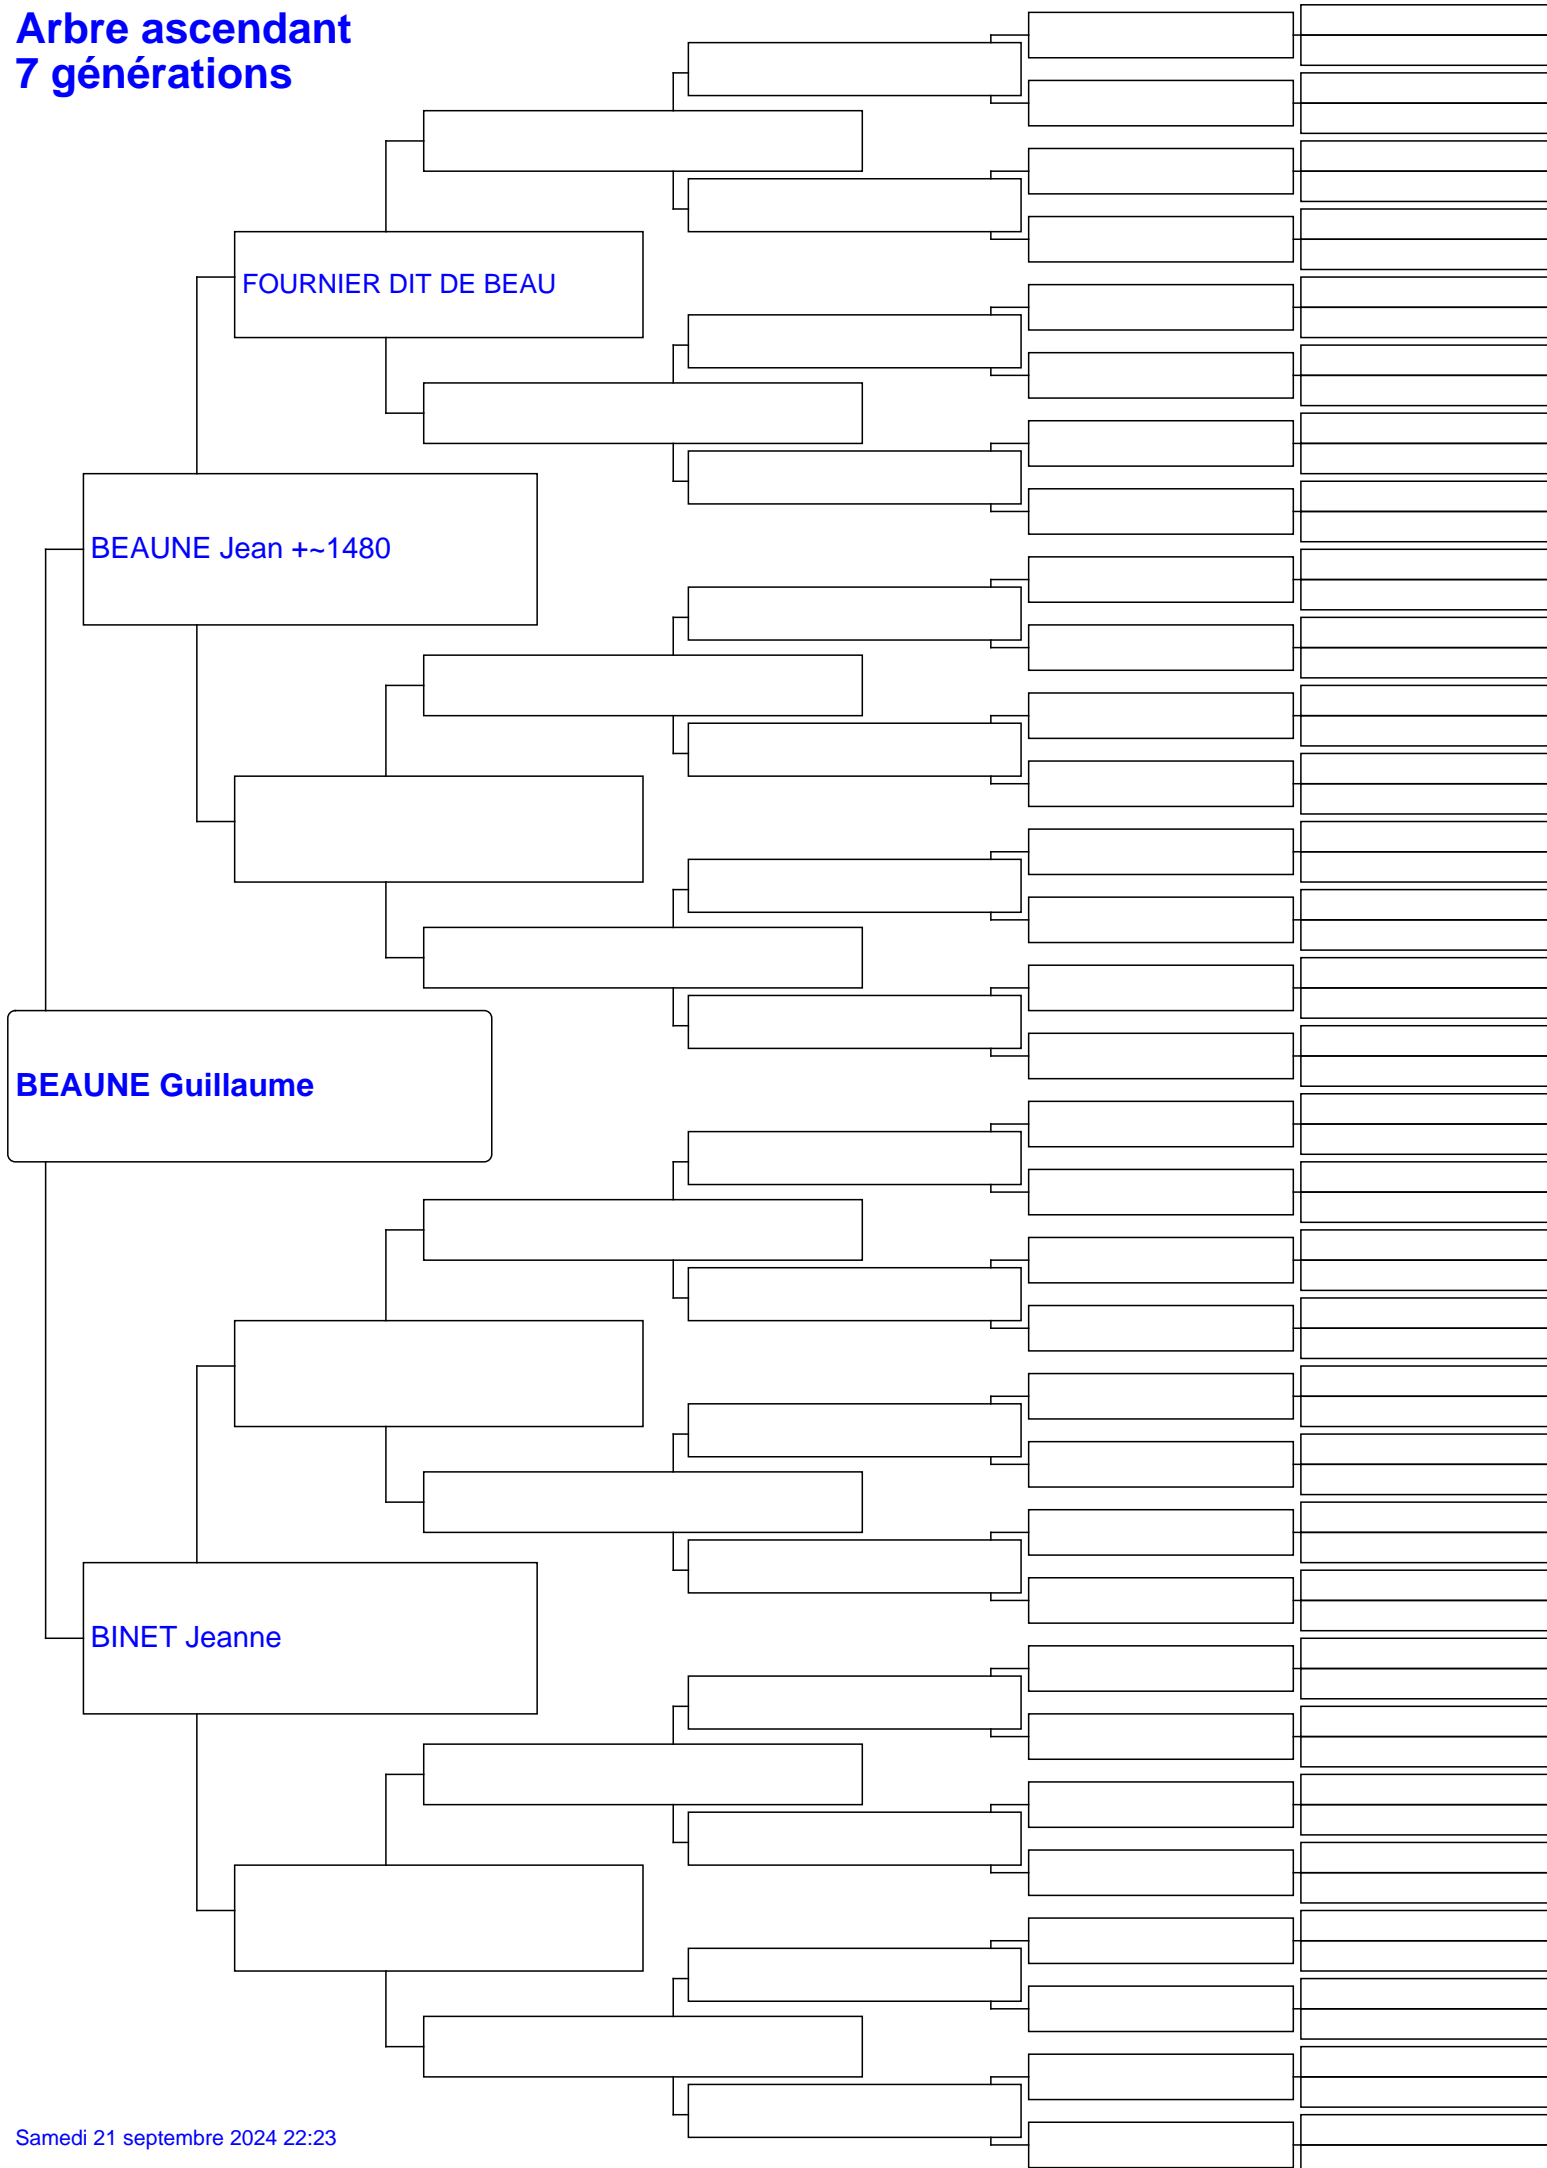 Arbre ascendant
7 générations
FOURNIER DIT DE BEAU
BEAUNE Jean +~1480
BEAUNE Guillaume
BINET Jeanne
Samedi 21 septembre 2024 22:23